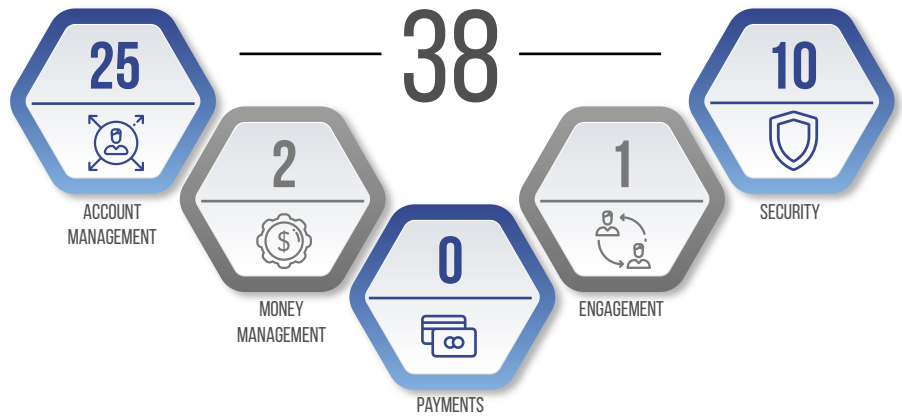 38
25
ACCOUNT
MANAGEMENT
2
$
MONEY
MANAGEMENT
0
PAYMENTS
1
ENGAGEMENT
10
SECURITY